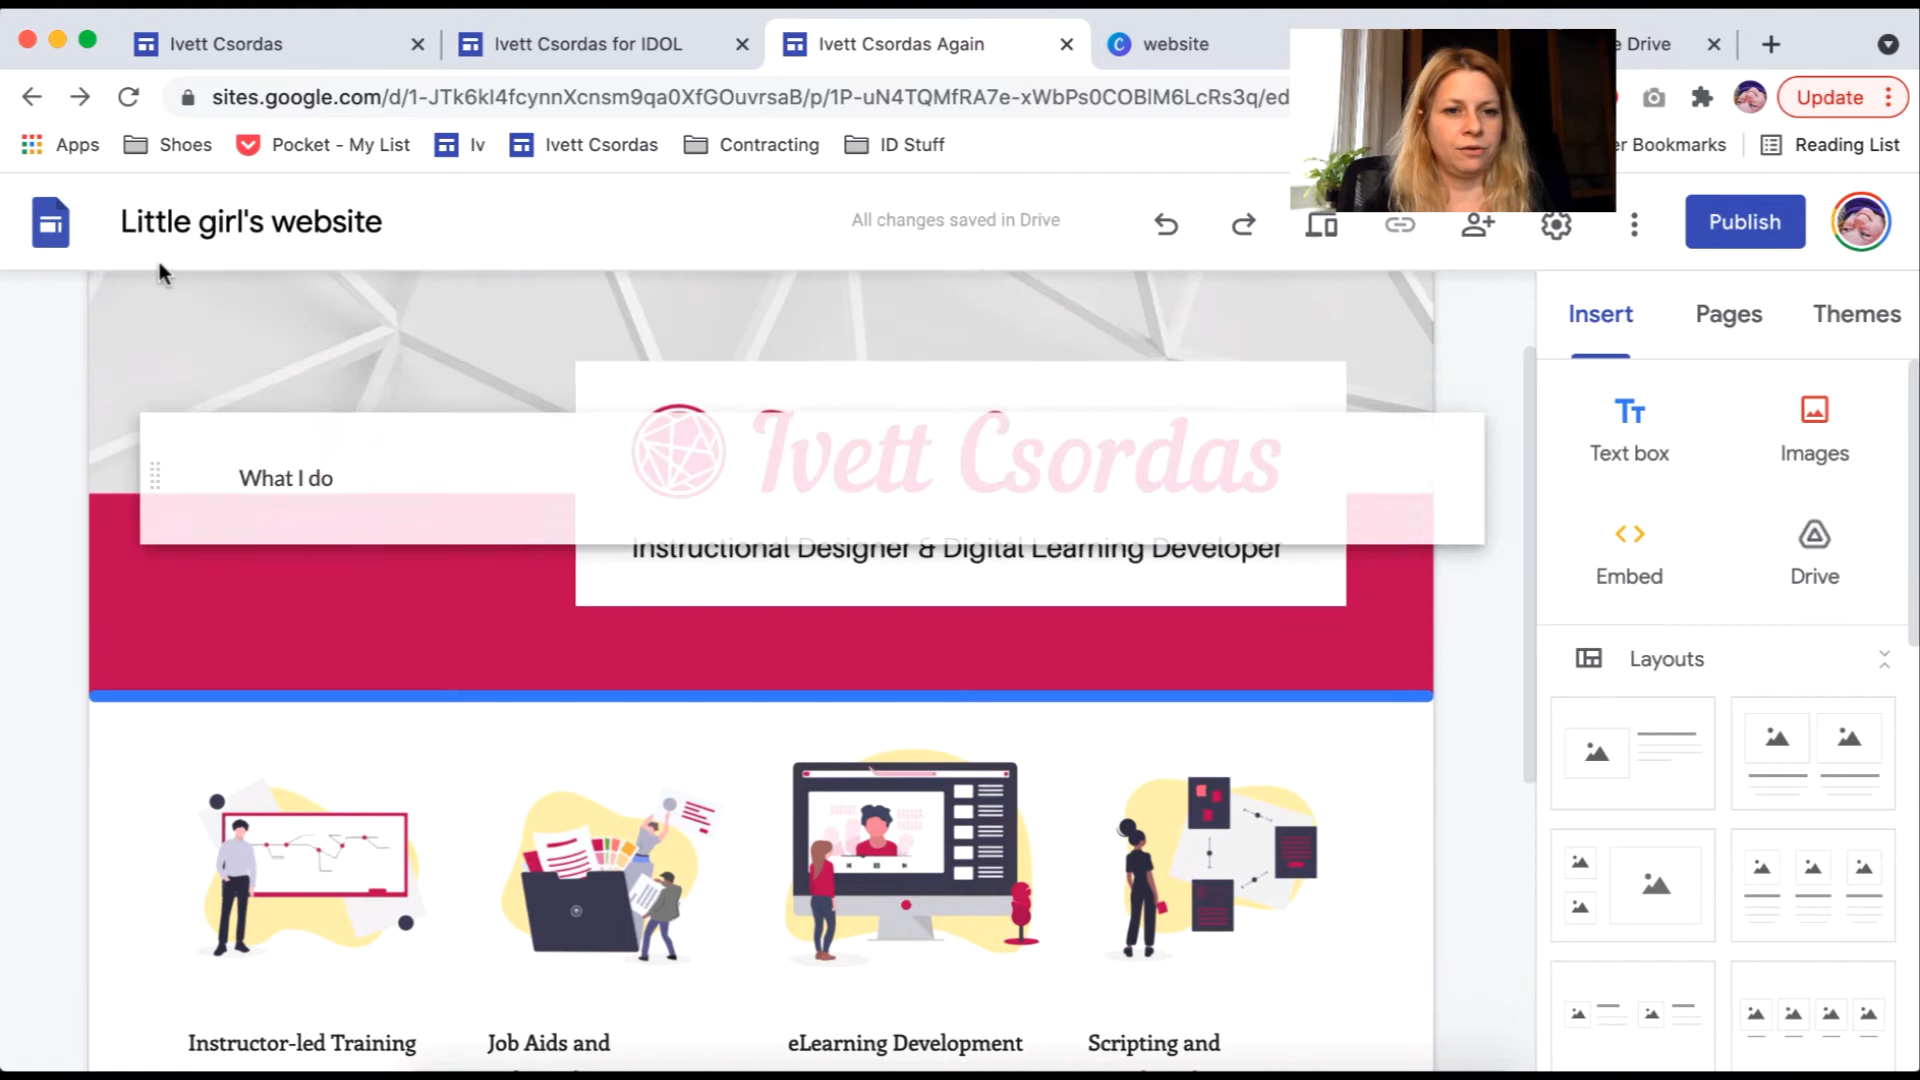 Ivett Csordas
Ivett Csordas for IDOL
Ivett Csordas Again
website
Drive
sites.google.com/d/1-JTk6kI4fcynnXcnsm9qa0XfGOuvrsaB/p/1P-uN4TQMfRA7e-xWbPs0COBlM6LcRs3q/ed
Update
Apps
Shoes
Pocket - My List
Iv
Ivett Csordas
Contracting
ID Stuff
er Bookmarks
Reading List
Little girl's website
All changes saved in Drive
Publish
Insert
Pages
Themes
Text box
Images
Embed
Drive
Layouts
What I do
Ivett Csordas
Instructional Designer & Digital Learning Developer
Instructor-led Training
Job Aids and
eLearning Development
Scripting and